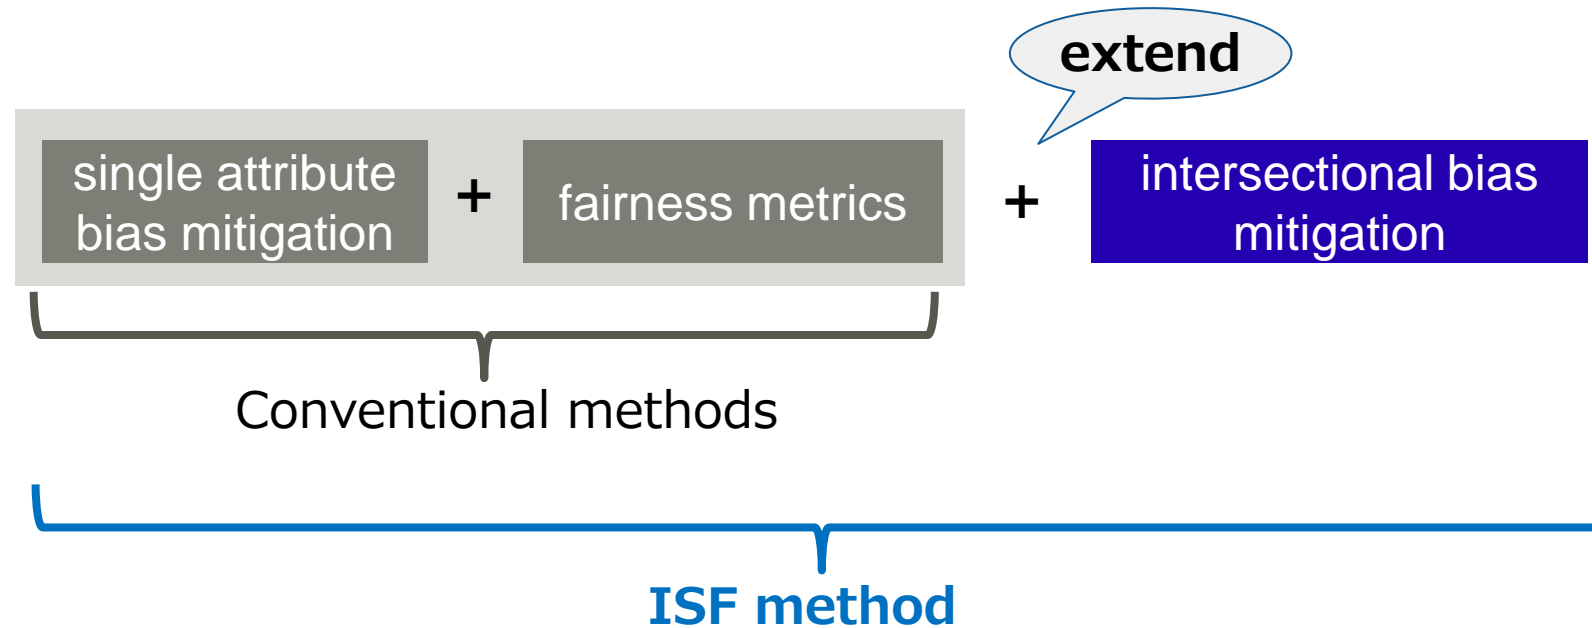 extend
single attribute
bias mitigation
+
fairness metrics
+
intersectional bias
mitigation
Conventional methods
ISF method